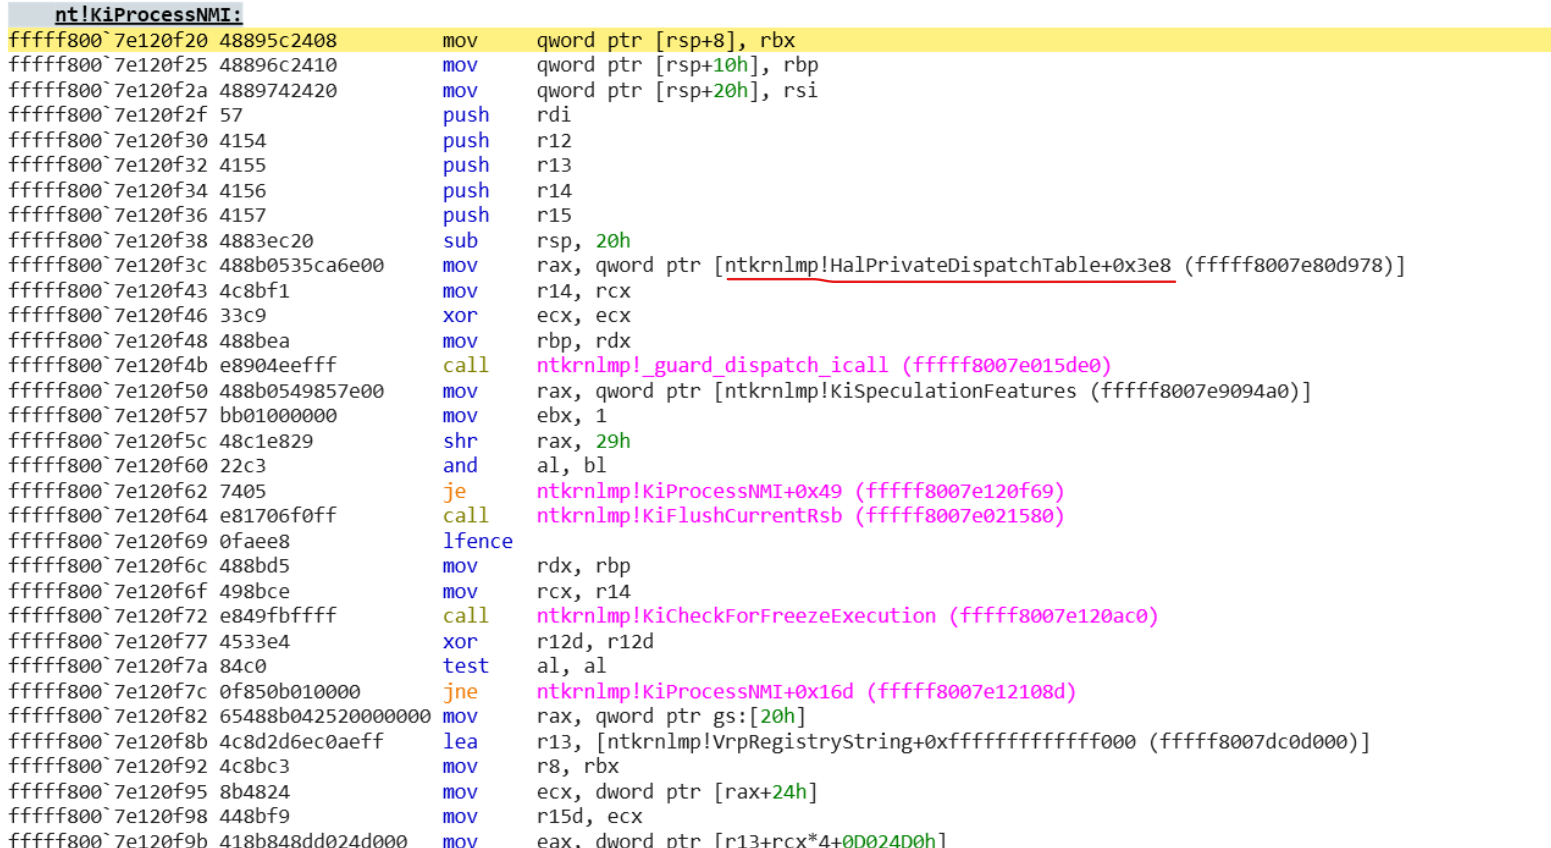 nt!KiProcessNMI:
fffff800`7e120f20 48895c2408 mov qword ptr [rsp+8], rbx
fffff800`7e120f25 48896c2410 mov qword ptr [rsp+10h], rbp
fffff800`7e120f2a 4889742420 mov qword ptr [rsp+20h], rsi
fffff800`7e120f2f 57 push rdi
fffff800`7e120f30 4154 push r12
fffff800`7e120f32 4155 push r13
fffff800`7e120f34 4156 push r14
fffff800`7e120f36 4157 push r15
fffff800`7e120f38 4883ec20 sub rsp, 20h
fffff800`7e120f3c 488b0535ca6e00 mov rax, qword ptr [ntkrnlmp!HalPrivateDispatchTable+0x3e8 (fffff8007e80d978)]
fffff800`7e120f43 4c8bf1 mov r14, rcx
fffff800`7e120f46 33c9 xor ecx, ecx
fffff800`7e120f48 488bea mov rbp, rdx
fffff800`7e120f4b e8904eefff call ntkrnlmp!_guard_dispatch_icall (fffff8007e015de0)
fffff800`7e120f50 488b0549857e00 mov rax, qword ptr [ntkrnlmp!KiSpeculationFeatures (fffff8007e9094a0)]
fffff800`7e120f57 bb01000000 mov ebx, 1
fffff800`7e120f5c 48c1e829 shr rax, 29h
fffff800`7e120f60 22c3 and al, bl
fffff800`7e120f62 7405 je ntkrnlmp!KiProcessNMI+0x49 (fffff8007e120f69)
fffff800`7e120f64 e81706f0ff call ntkrnlmp!KiFlushCurrentRsb (fffff8007e021580)
fffff800`7e120f69 0faee8 lfence
fffff800`7e120f6c 488bd5 mov rdx, rbp
fffff800`7e120f6f 498bce mov rcx, r14
fffff800`7e120f72 e849fbffff call ntkrnlmp!KiCheckForFreezeExecution (fffff8007e120ac0)
fffff800`7e120f77 4533e4 xor r12d, r12d
fffff800`7e120f7a 84c0 test al, al
fffff800`7e120f7c 0f850b010000 jne ntkrnlmp!KiProcessNMI+0x16d (fffff8007e12108d)
fffff800`7e120f82 65488b042520000000 mov rax, qword ptr gs:[20h]
fffff800`7e120f8b 4c8d2d6ec0aeff lea r13, [ntkrnlmp!VrpRegistryString+0xfffffffffffff000 (fffff8007dc0d000)]
fffff800`7e120f92 4c8bc3 mov r8, rbx
fffff800`7e120f95 8b4824 mov ecx, dword ptr [rax+24h]
fffff800`7e120f98 448bf9 mov r15d, ecx
fffff800`7e120f9b 418b848dd024d000 mov eax, dword ptr [r13+rcx*4+0D024D0h]